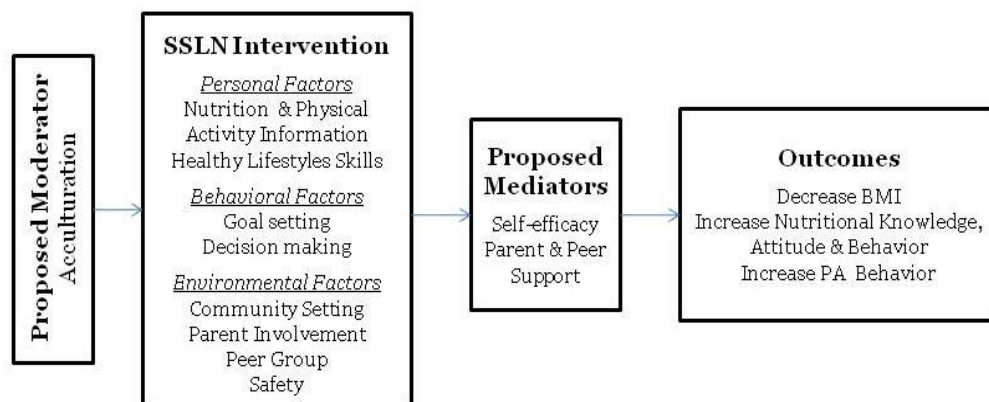 Proposed Moderator
Acculturation
SSLN Intervention
Personal Factors
Nutrition & Physical
Activity Information
Healthy Lifestyles Skills
Behavioral Factors
Goal setting
Decision making
Environmental Factors
Community Setting
Parent Involvement
Peer Group
Safety
Proposed
Mediators
Self-efficacy
Parent & Peer
Support
Outcomes
Decrease BMI
Increase Nutritional Knowledge,
Attitude & Behavior
Increase PA Behavior